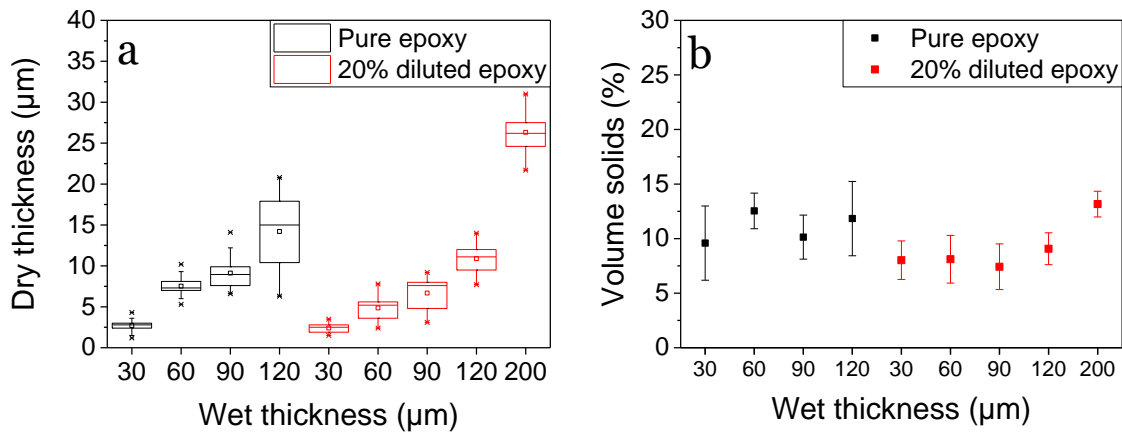 a
Pure epoxy
20% diluted epoxy
Dry thickness (µm)
40
35
30
25
20
15
10
5
0
30 60 90 120 30 60 90 120 200
Wet thickness (µm)
b
Pure epoxy
20% diluted epoxy
Volume solids (%)
30
25
20
15
10
5
0
30 60 90 120 30 60 90 120 200
Wet thickness (µm)